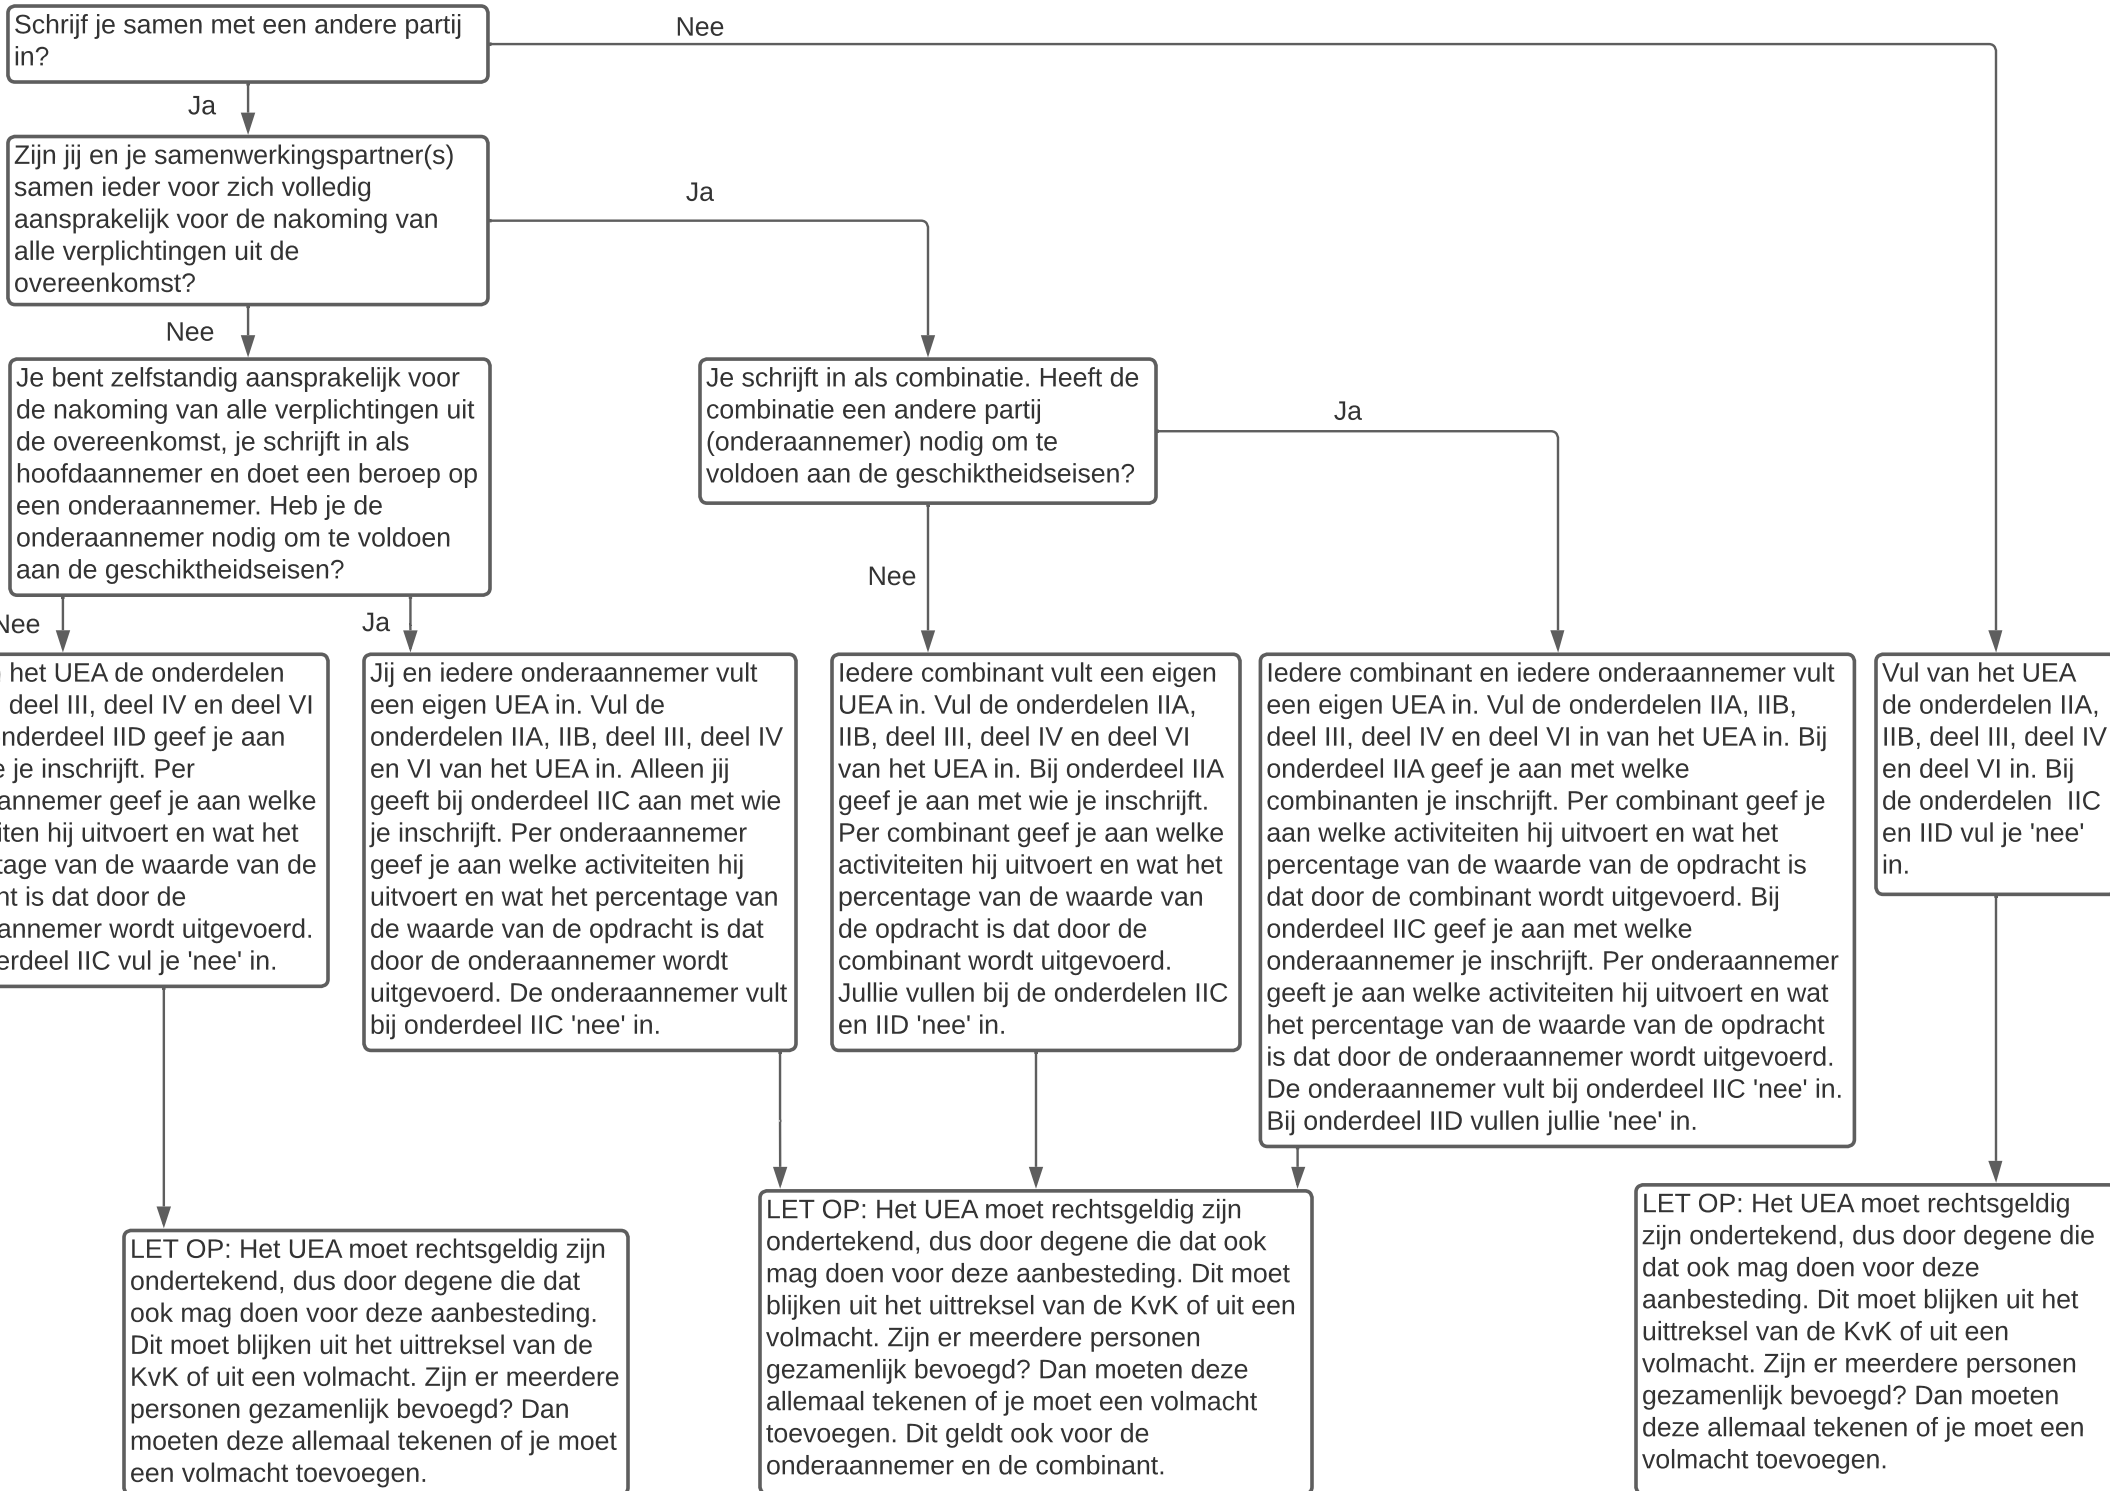 Schrijf je samen met een andere partij
in?
Nee
Ja
Zijn jij en je samenwerkingspartner(s)
samen ieder voor zich volledig
aansprakelijk voor de nakoming van
alle verplichtingen uit de
overeenkomst?
Ja
Nee
Je bent zelfstandig aansprakelijk voor
de nakoming van alle verplichtingen uit
de overeenkomst, je schrijft in als
hoofdaannemer en doet een beroep op
een onderaannemer. Heb je de
onderaannemer nodig om te voldoen
aan de geschiktheidseisen?
Je schrijft in als combinatie. Heeft de
combinatie een andere partij
(onderaannemer) nodig om te
voldoen aan de geschiktheidseisen?
Ja
Nee
Nee
Ja
het UEA de onderdelen
deel III, deel IV en deel VI
nderdeel IID geef je aan
e je inschrijft. Per
annemer geef je aan welke
iten hij uitvoert en wat het
tage van de waarde van de
ht is dat door de
annemer wordt uitgevoerd.
erdeel IIC vul je 'nee' in.
Jij en iedere onderaannemer vult
een eigen UEA in. Vul de
onderdelen IIA, IIB, deel III, deel IV
en VI van het UEA in. Alleen jij
geeft bij onderdeel IIC aan met wie
je inschrijft. Per onderaannemer
geef je aan welke activiteiten hij
uitvoert en wat het percentage van
de waarde van de opdracht is dat
door de onderaannemer wordt
uitgevoerd. De onderaannemer vult
bij onderdeel IIC 'nee' in.
Iedere combinant vult een eigen
UEA in. Vul de onderdelen IIA,
IIB, deel III, deel IV en deel VI
van het UEA in. Bij onderdeel IIA
geef je aan met wie je inschrijft.
Per combinant geef je aan welke
activiteiten hij uitvoert en wat het
percentage van de waarde van
de opdracht is dat door de
combinant wordt uitgevoerd.
Jullie vullen bij de onderdelen IIC
en IID 'nee' in.
Iedere combinant en iedere onderaannemer vult
een eigen UEA in. Vul de onderdelen IIA, IIB,
deel III, deel IV en deel VI in van het UEA in. Bij
onderdeel IIA geef je aan met welke
combinanten je inschrijft. Per combinant geef je
aan welke activiteiten hij uitvoert en wat het
percentage van de waarde van de opdracht is
dat door de combinant wordt uitgevoerd. Bij
onderdeel IIC geef je aan met welke
onderaannemer je inschrijft. Per onderaannemer
geeft je aan welke activiteiten hij uitvoert en wat
het percentage van de waarde van de opdracht
is dat door de onderaannemer wordt uitgevoerd.
De onderaannemer vult bij onderdeel IIC 'nee' in.
Bij onderdeel IID vullen jullie 'nee' in.
Vul van het UEA
de onderdelen IIA,
IIB, deel III, deel IV
en deel VI in. Bij
de onderdelen  IIC
en IID vul je 'nee'
in.
LET OP: Het UEA moet rechtsgeldig zijn
ondertekend, dus door degene die dat
ook mag doen voor deze aanbesteding.
Dit moet blijken uit het uittreksel van de
KvK of uit een volmacht. Zijn er meerdere
personen gezamenlijk bevoegd? Dan
moeten deze allemaal tekenen of je moet
een volmacht toevoegen.
LET OP: Het UEA moet rechtsgeldig zijn
ondertekend, dus door degene die dat ook
mag doen voor deze aanbesteding. Dit moet
blijken uit het uittreksel van de KvK of uit een
volmacht. Zijn er meerdere personen
gezamenlijk bevoegd? Dan moeten deze
allemaal tekenen of je moet een volmacht
toevoegen. Dit geldt ook voor de
onderaannemer en de combinant.
LET OP: Het UEA moet rechtsgeldig
zijn ondertekend, dus door degene die
dat ook mag doen voor deze
aanbesteding. Dit moet blijken uit het
uittreksel van de KvK of uit een
volmacht. Zijn er meerdere personen
gezamenlijk bevoegd? Dan moeten
deze allemaal tekenen of je moet een
volmacht toevoegen.